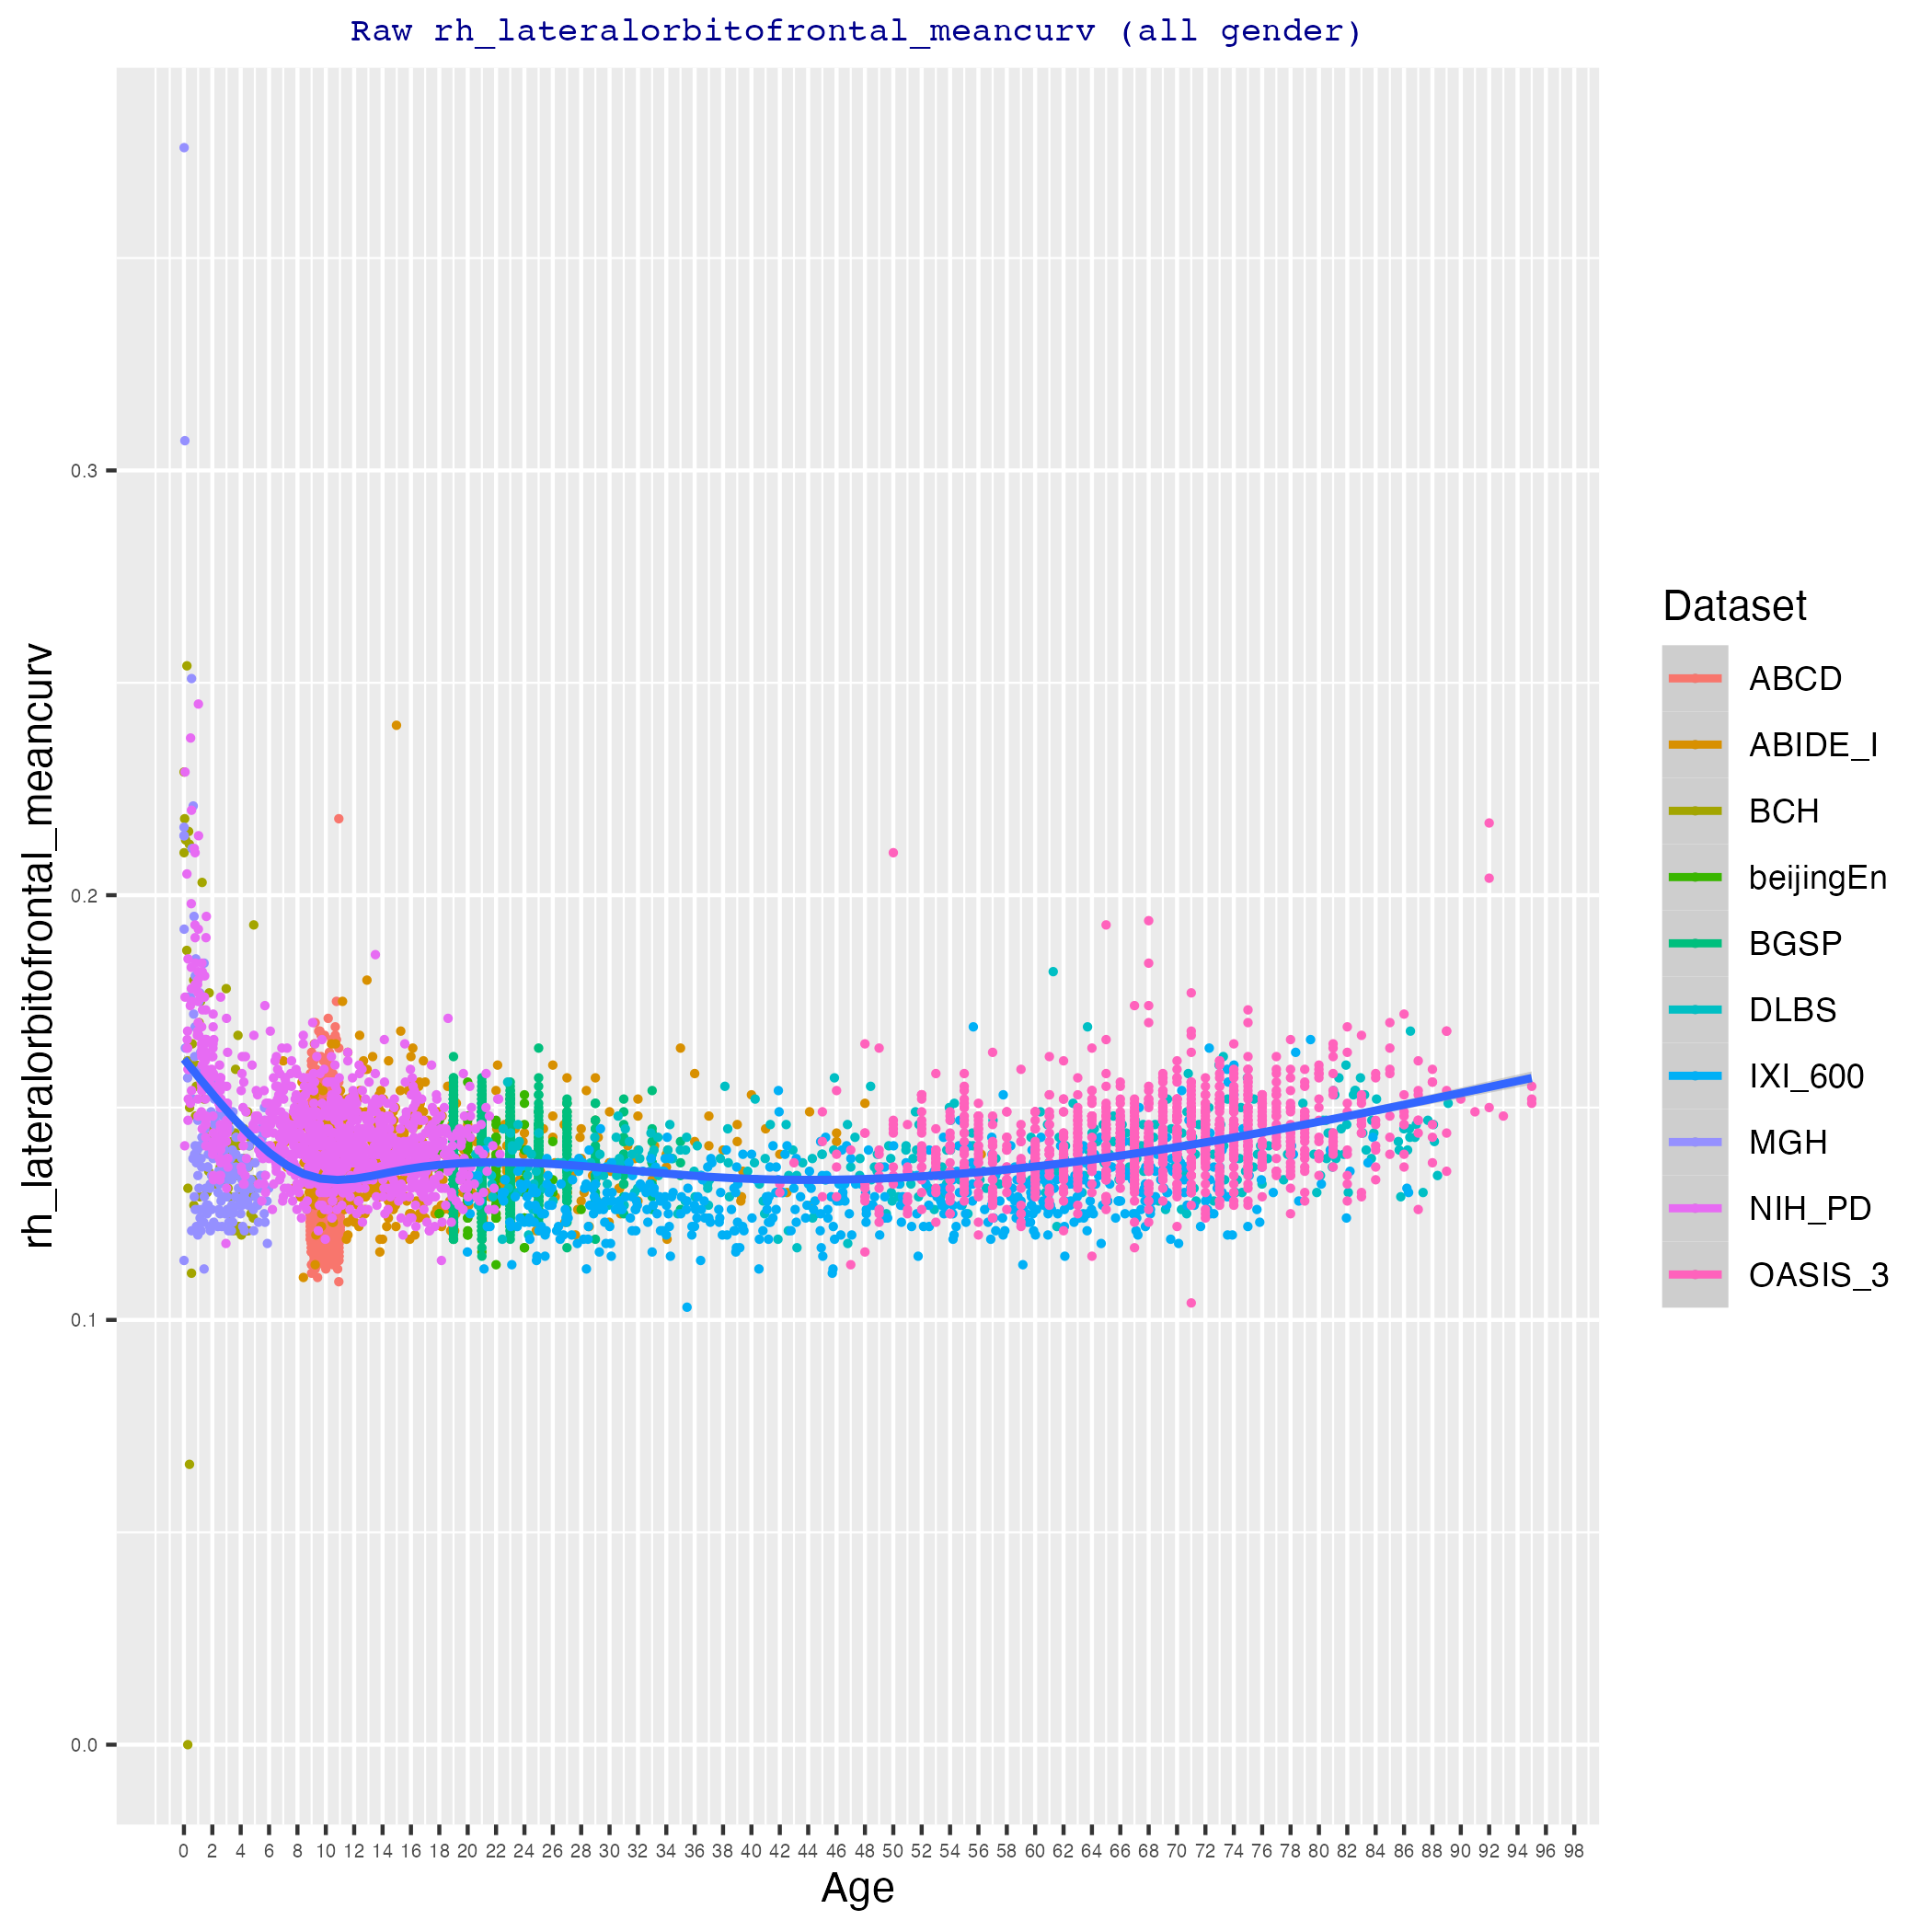 Raw rh_lateralorbitofrontal_meancurv (all gender)
rh_lateralorbitofrontal_meancurv
0.3
0.2
0.1
0.0
0 2 4 6 8 10 12 14 16 18 20 22 24 26 28 30 32 34 36 38 40 42 44 46 48 50 52 54 56 58 60 62 64 66 68 70 72 74 76 78 80 82 84 86 88 90 92 94 96 98
Age
Dataset
ABCD
ABIDE_I
BCH
beijingEn
BGSP
DLBS
IXI_600
MGH
NIH_PD
OASIS_3